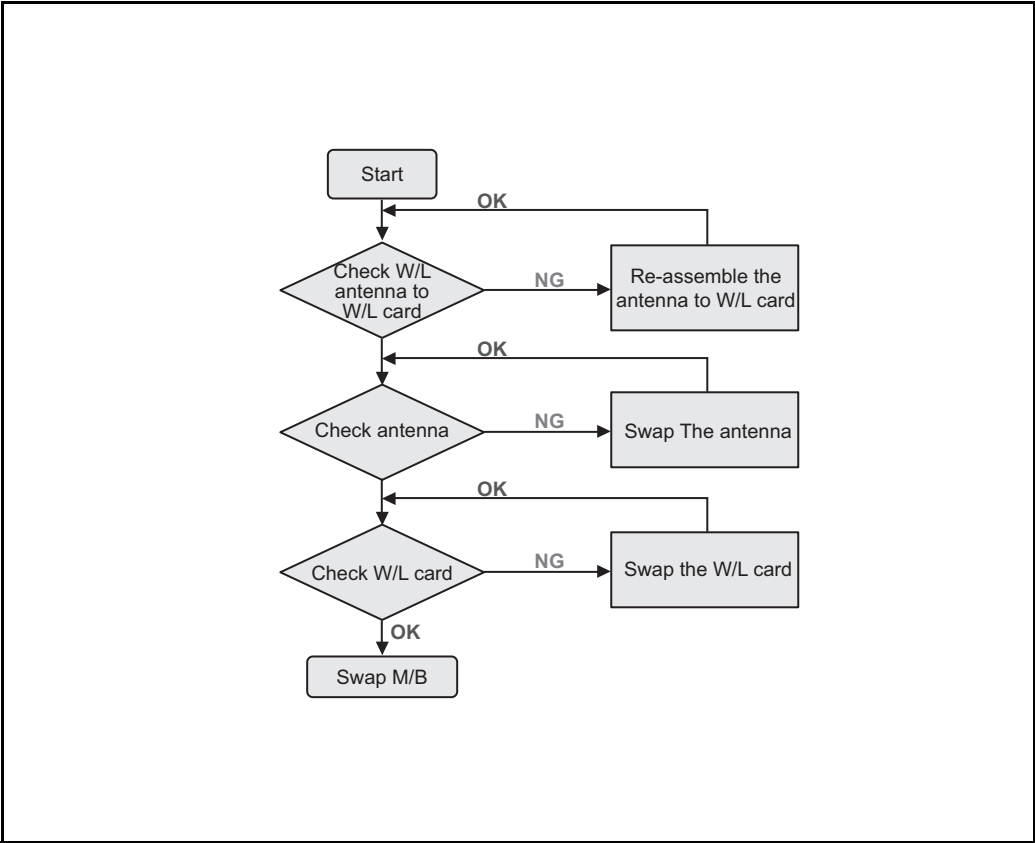 Start
OK
Check W/L
antenna to
W/L card
NG
Re-assemble the
antenna to W/L card
OK
Check antenna
NG
Swap The antenna
OK
Check W/L card
NG
Swap the W/L card
OK
Swap M/B